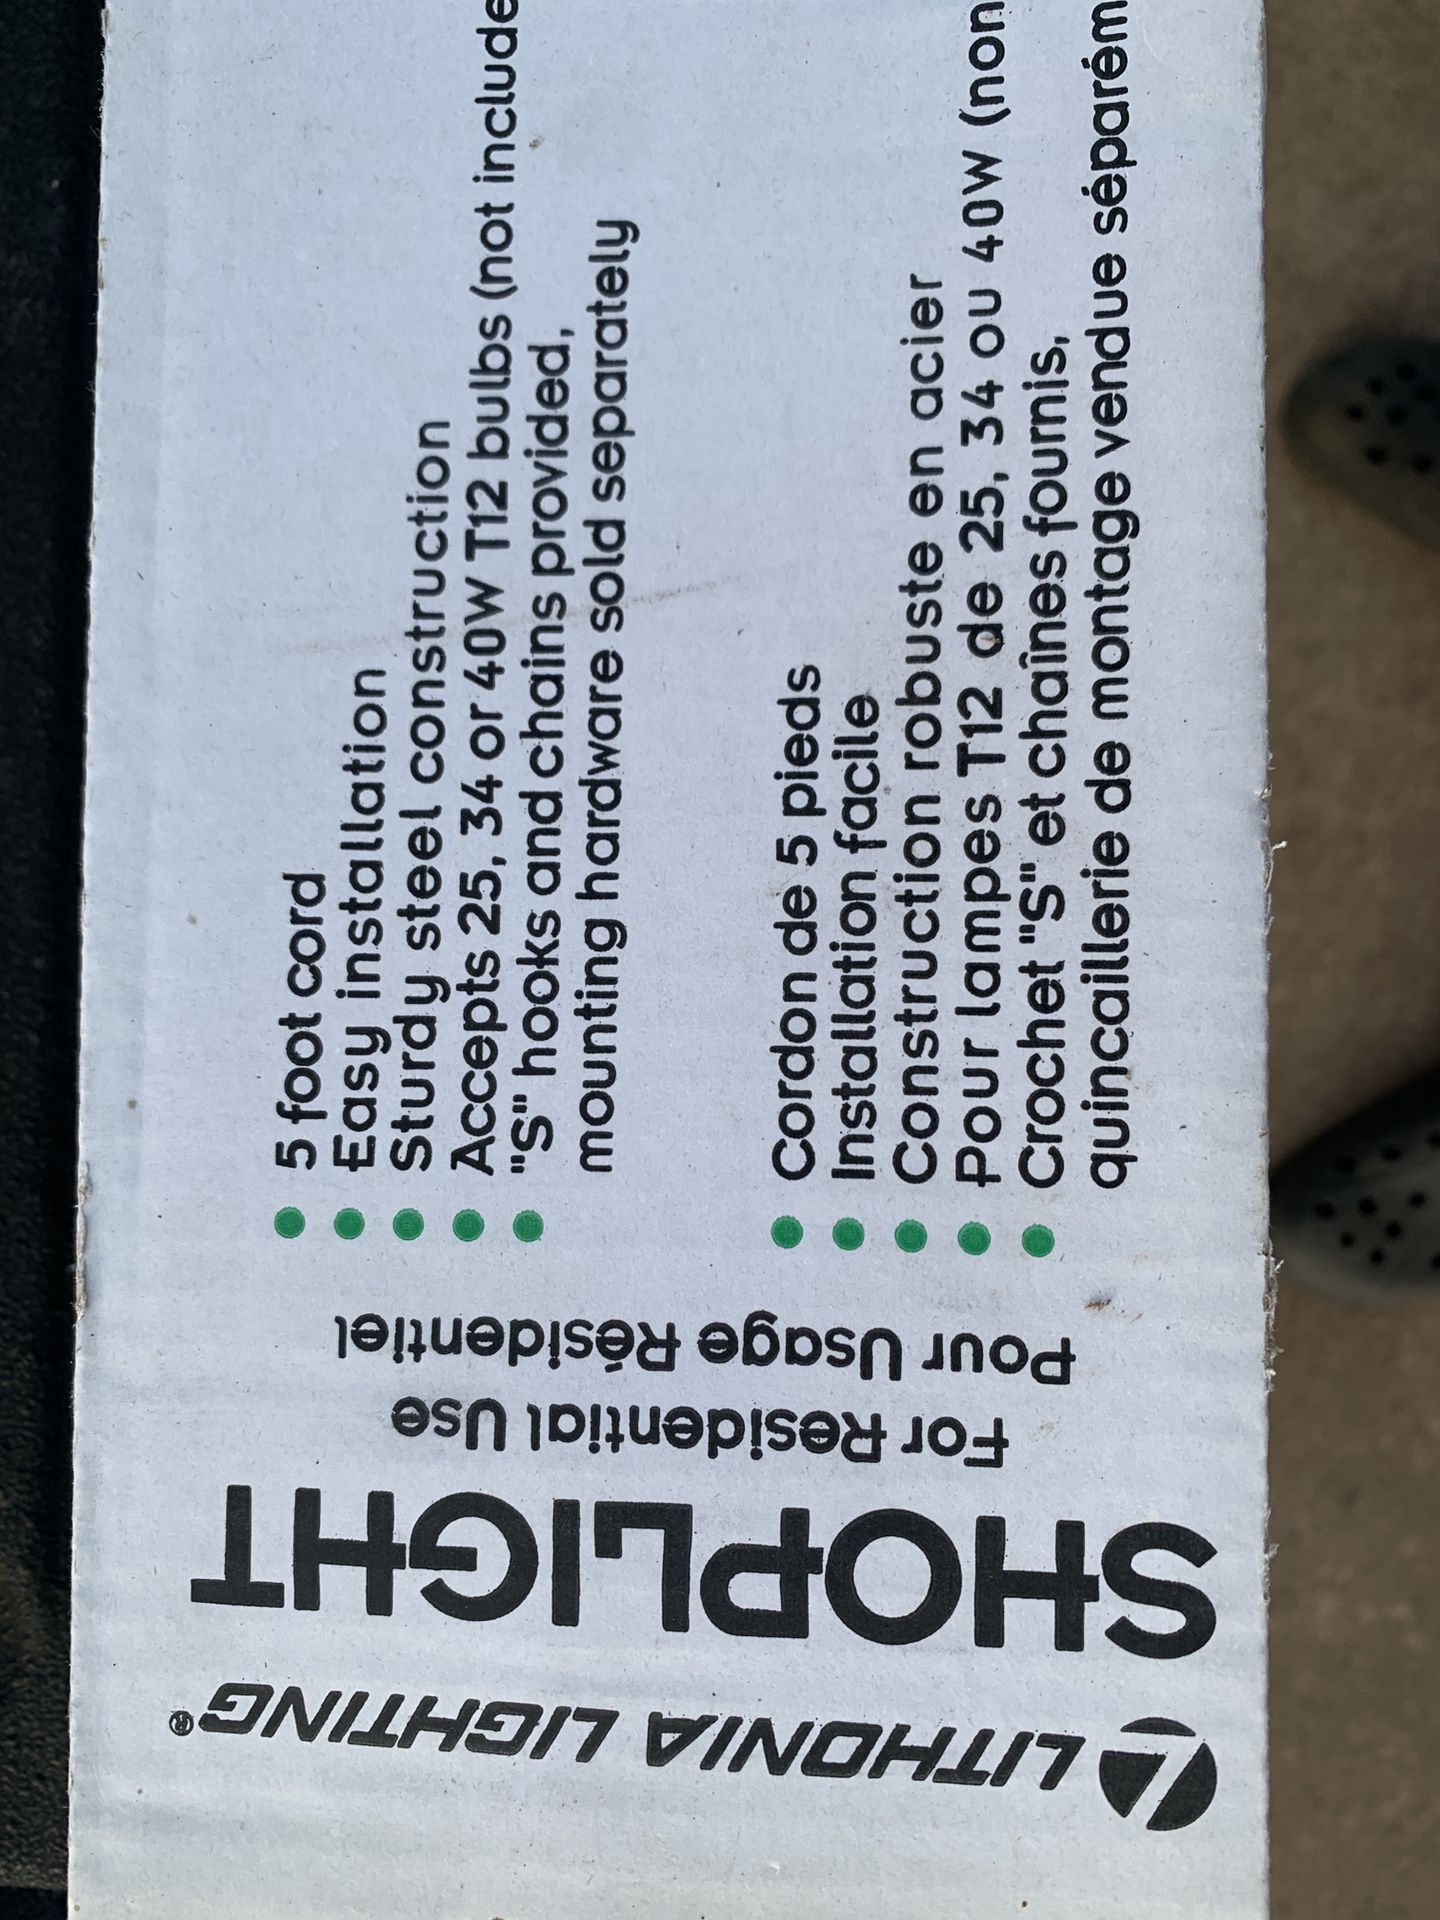 LITHONIA LIGHTING®
SHOPLIGHT
For Residential Use
Pour Usage Résidentiel
5 foot cord
Easy installation
Sturdy steel construction
Accepts 25, 34 or 40W T12 bulbs (not include
"S" hooks and chains provided,
mounting hardware sold separately
Cordon de 5 pieds
Installation facile
Construction robuste en acier
Pour lampes T12 de 25, 34 ou 40W (non
Crochet "S" et chaînes fournis,
quincaillerie de montage vendue séparém